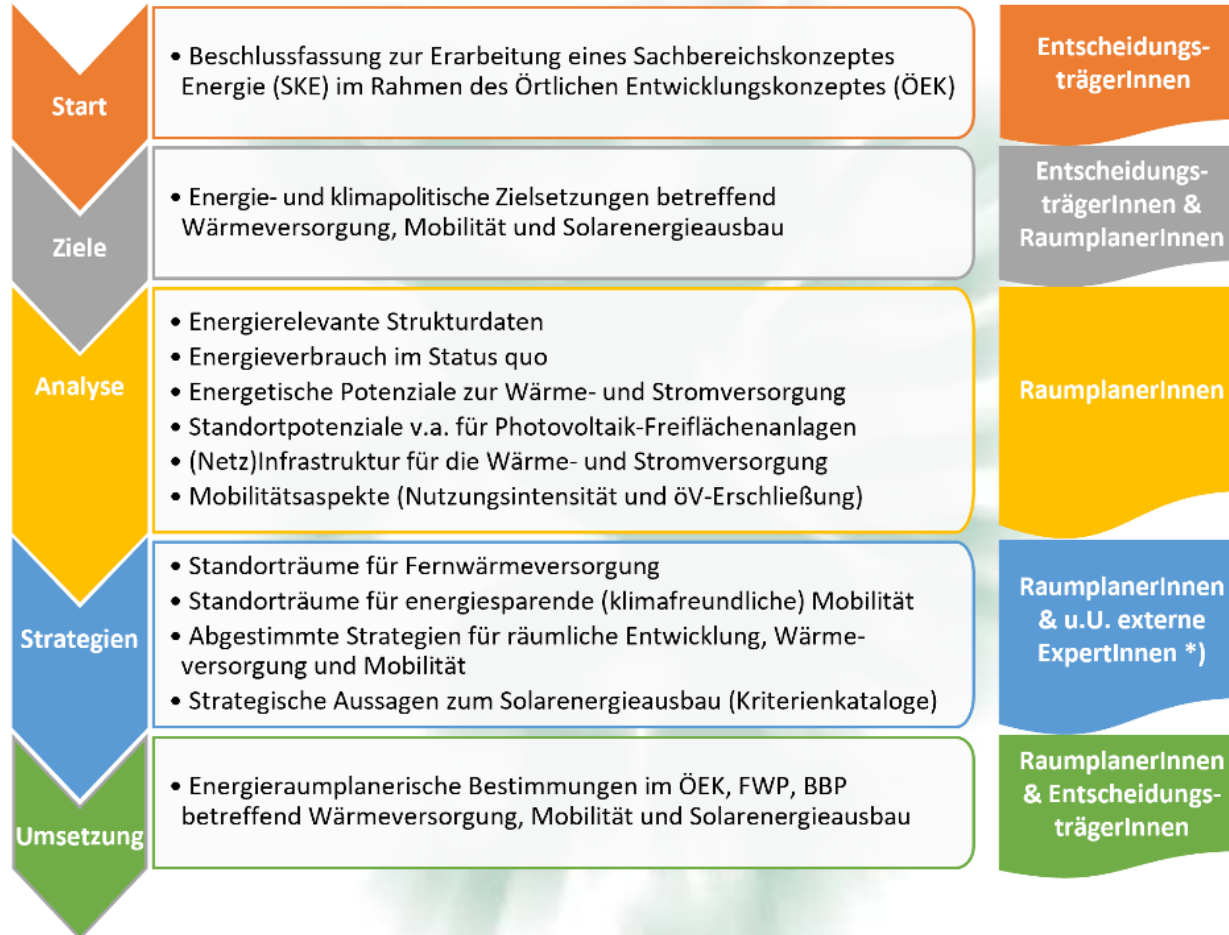 Start
• Beschlussfassung zur Erarbeitung eines Sachbereichskonzeptes
Energie (SKE) im Rahmen des Örtlichen Entwicklungskonzeptes (ÖEK)
Entscheidungs-
trägerInnen
Ziele
• Energie- und klimapolitische Zielsetzungen betreffend
Wärmeversorgung, Mobilität und Solarenergieausbau
Entscheidungs-
trägerInnen &
RaumplanerInnen
Analyse
• Energierelevante Strukturdaten
• Energieverbrauch im Status quo
• Energetische Potenziale zur Wärme- und Stromversorgung
• Standortpotenziale v.a. für Photovoltaik-Freiflächenanlagen
• (Netz)Infrastruktur für die Wärme- und Stromversorgung
• Mobilitätsaspekte (Nutzungsintensität und öV-Erschließung)
RaumplanerInnen
Strategien
• Standorträume für Fernwärmeversorgung
• Standorträume für energiesparende (klimafreundliche) Mobilität
• Abgestimmte Strategien für räumliche Entwicklung, Wärme-
versorgung und Mobilität
• Strategische Aussagen zum Solarenergieausbau (Kriterienkataloge)
RaumplanerInnen
& u.U. externe
ExpertInnen *)
Umsetzung
• Energieraumplanerische Bestimmungen im ÖEK, FWP, BBP
betreffend Wärmeversorgung, Mobilität und Solarenergieausbau
RaumplanerInnen
& Entscheidungs-
trägerInnen